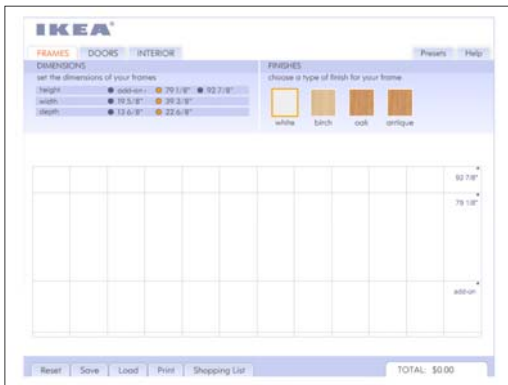 IKEA
FRAMES DOORS INTERIOR Presets Help
DIMENSIONS
set the dimensions of your frames
height add-on 79 1/8" 92 7/8"
width 19 5/8" 39 3/8"
depth 13 6/8" 22 6/8"
FINISHES
choose a type of finish for your frame
white birch oak antique
92 7/8"
79 1/8"
add-on
Reset Save Load Print Shopping List TOTAL: $0.00